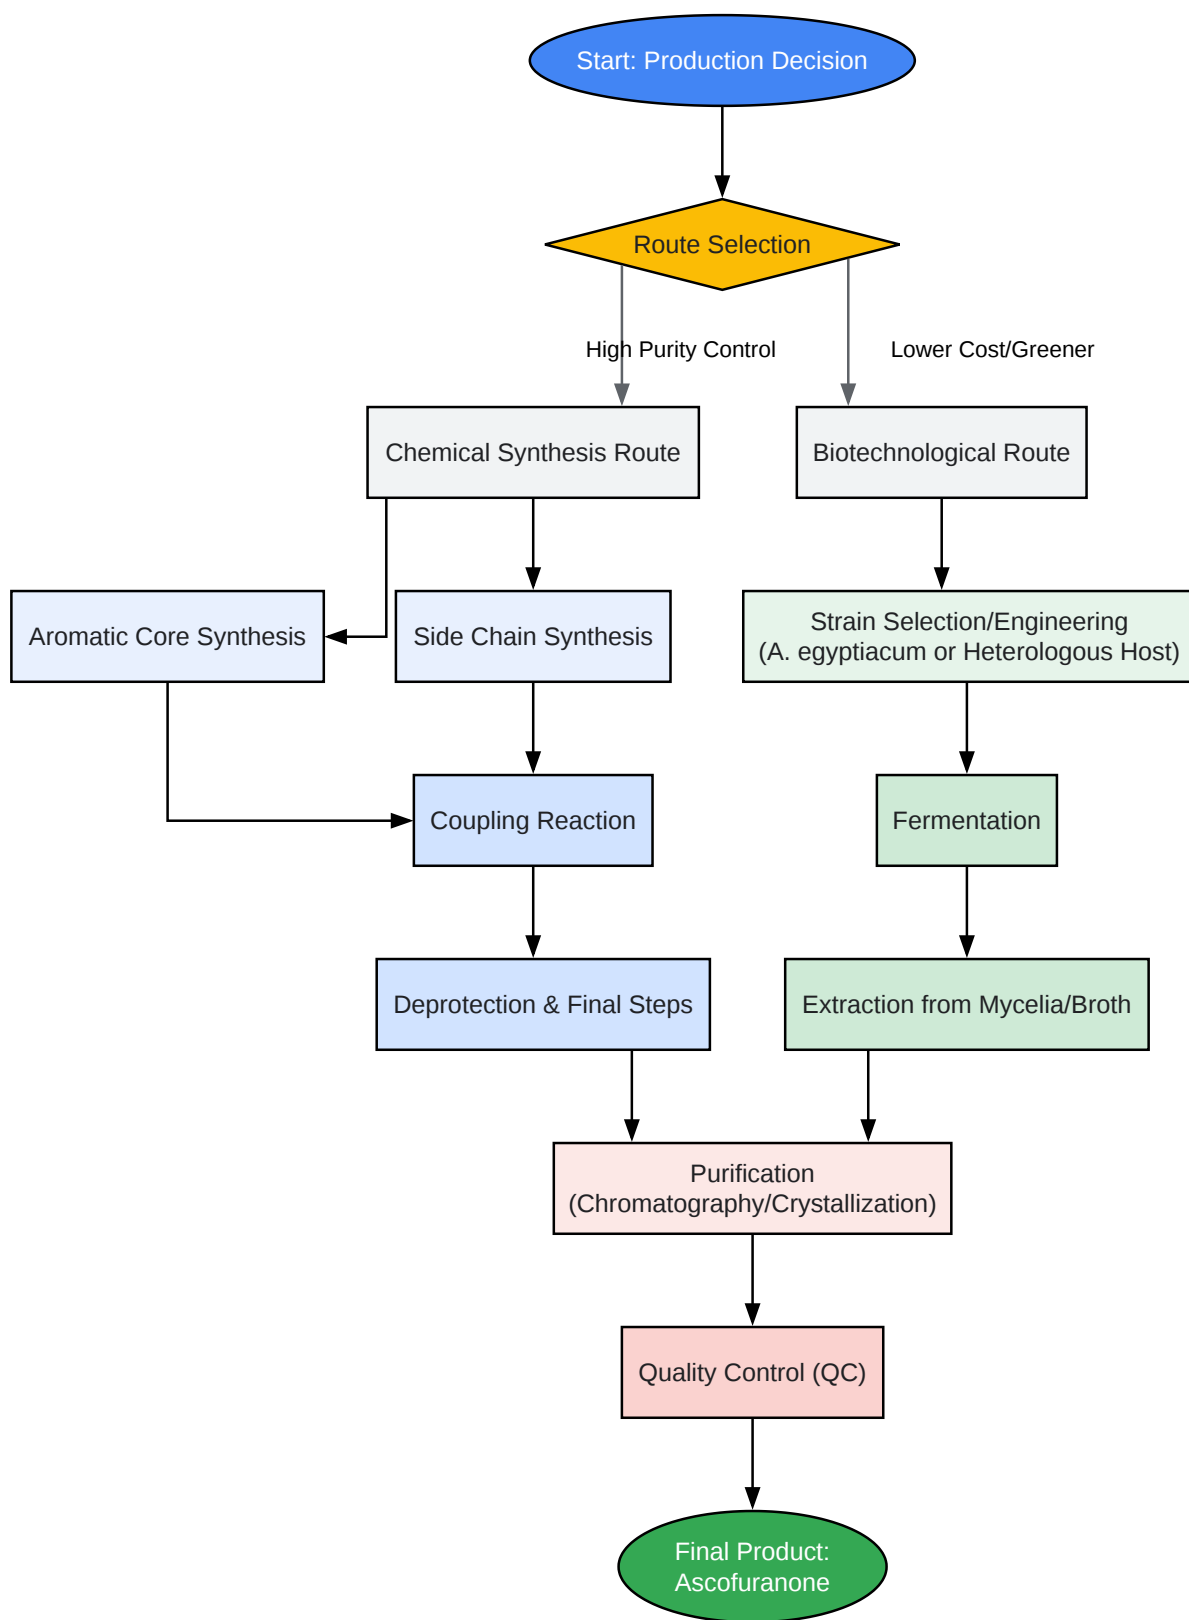 Start: Production Decision
Route Selection
High Purity Control
Lower Cost/Greener
Chemical Synthesis Route
Biotechnological Route
Aromatic Core Synthesis
Side Chain Synthesis
Strain Selection/Engineering
(A. egyptiacum or Heterologous Host)
Coupling Reaction
Fermentation
Deprotection & Final Steps
Extraction from Mycelia/Broth
Purification
(Chromatography/Crystallization)
Quality Control (QC)
Final Product:
Ascofuranone